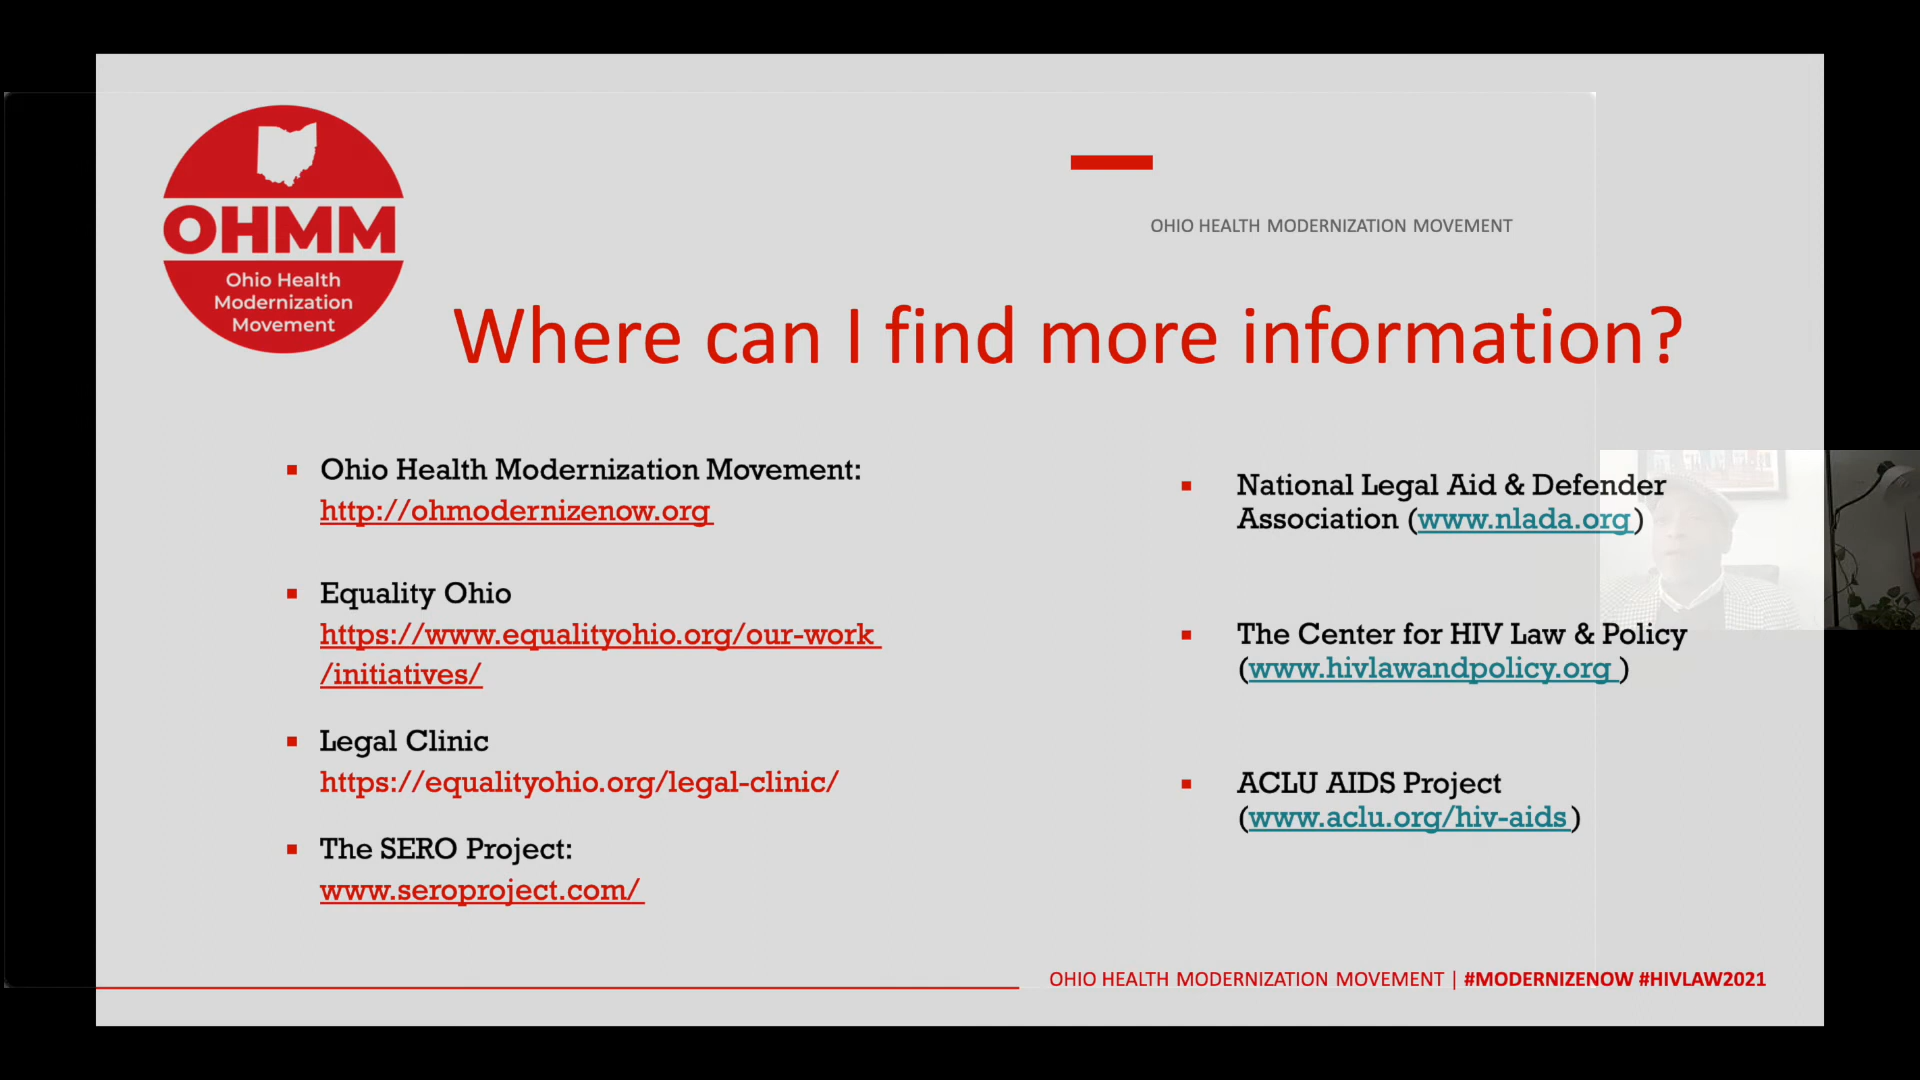 OHMM
Ohio Health
Modernization
Movement
OHIO HEALTH MODERNIZATION MOVEMENT
Where can I find more information?
▪ Ohio Health Modernization Movement:
http://ohmodernizenow.org
▪ Equality Ohio
https://www.equalityohio.org/our-work
/initiatives/
▪ Legal Clinic
https://equalityohio.org/legal-clinic/
▪ The SERO Project:
www.seroproject.com/
▪ National Legal Aid & Defender
Association (www.nlada.org )
▪ The Center for HIV Law & Policy
(www.hivlawandpolicy.org )
▪ ACLU AIDS Project
(www.aclu.org/hiv-aids )
OHIO HEALTH MODERNIZATION MOVEMENT | #MODERNIZENOW #HIVLAW2021